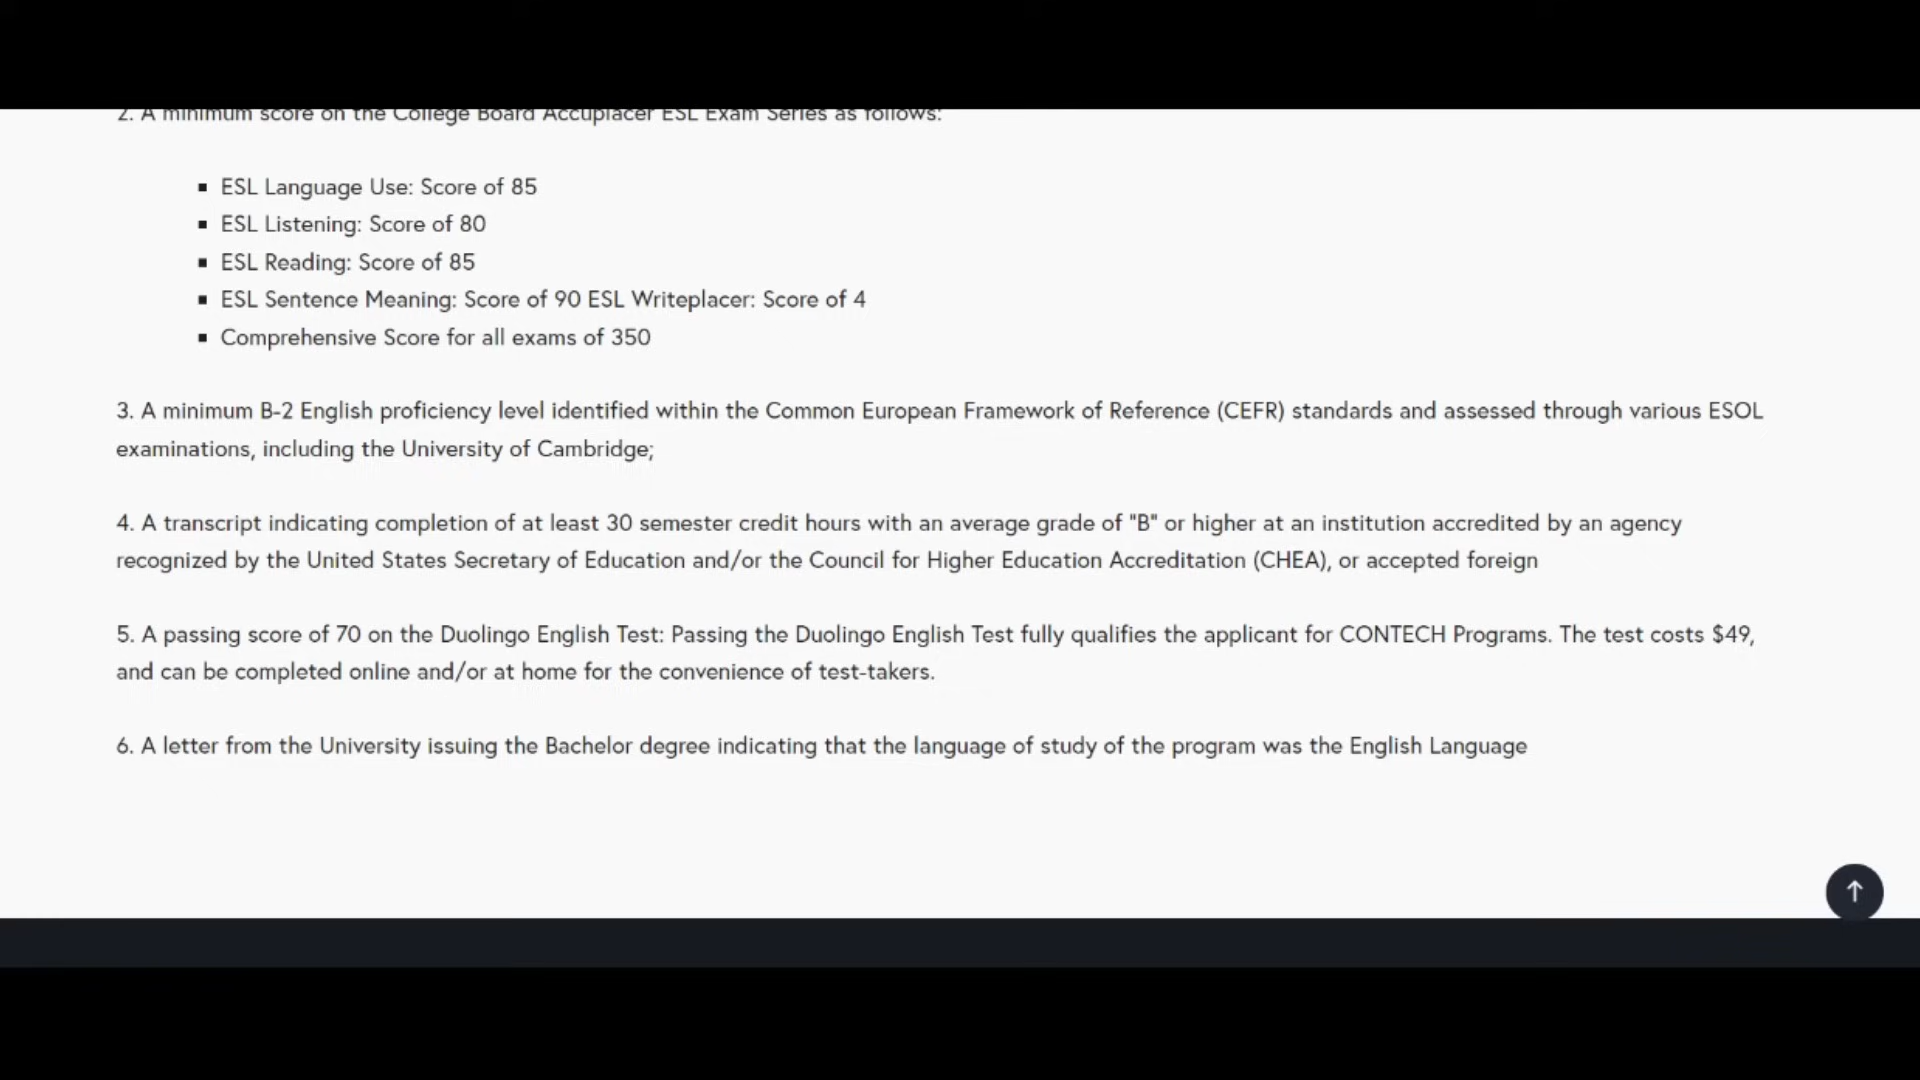 2. A minimum score on the College Board Accuplacer ESL Exam Series as follows:
▪ ESL Language Use: Score of 85
▪ ESL Listening: Score of 80
▪ ESL Reading: Score of 85
▪ ESL Sentence Meaning: Score of 90 ESL Writeplacer: Score of 4
▪ Comprehensive Score for all exams of 350
3. A minimum B-2 English proficiency level identified within the Common European Framework of Reference (CEFR) standards and assessed through various ESOL
examinations, including the University of Cambridge;
4. A transcript indicating completion of at least 30 semester credit hours with an average grade of "B" or higher at an institution accredited by an agency
recognized by the United States Secretary of Education and/or the Council for Higher Education Accreditation (CHEA), or accepted foreign
5. A passing score of 70 on the Duolingo English Test: Passing the Duolingo English Test fully qualifies the applicant for CONTECH Programs. The test costs $49,
and can be completed online and/or at home for the convenience of test-takers.
6. A letter from the University issuing the Bachelor degree indicating that the language of study of the program was the English Language